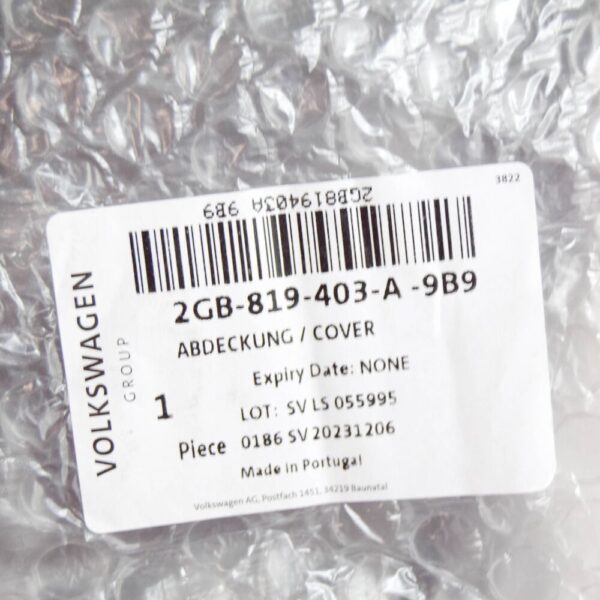 3822
2GB819403A 9B9
2GB-819-403-A -9B9
ABDECKUNG / COVER
Expiry Date: NONE
1
LOT: SV LS 055995
Piece 0186 SV 20231206
Made in Portugal
Volkswagen AG, Postfach 1451, 34219 Baunatal
VOLKSWAGEN
GROUP